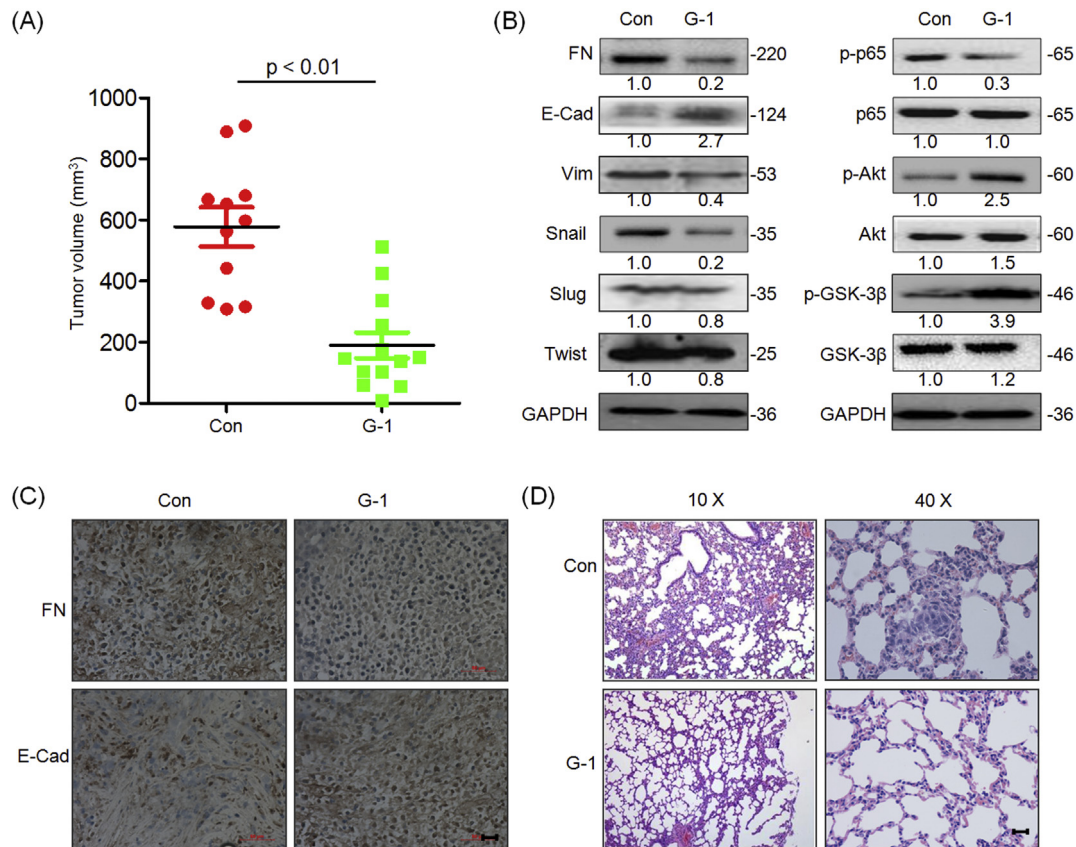 (A)
p < 0.01
Tumor volume (mm³)
1000
800
600
400
200
0
Con G-1
(B)
Con G-1
FN -220
1.0 0.2
E-Cad -124
1.0 2.7
Vim -53
1.0 0.4
Snail -35
1.0 0.2
Slug -35
1.0 0.8
Twist -25
1.0 0.8
GAPDH -36
Con G-1
p-p65 -65
1.0 0.3
p65 -65
1.0 1.0
p-Akt -60
1.0 2.5
Akt -60
1.0 1.5
p-GSK-3β -46
1.0 3.9
GSK-3β -46
1.0 1.2
GAPDH -36
(C)
Con G-1
FN
E-Cad
(D)
10 X 40 X
Con
G-1